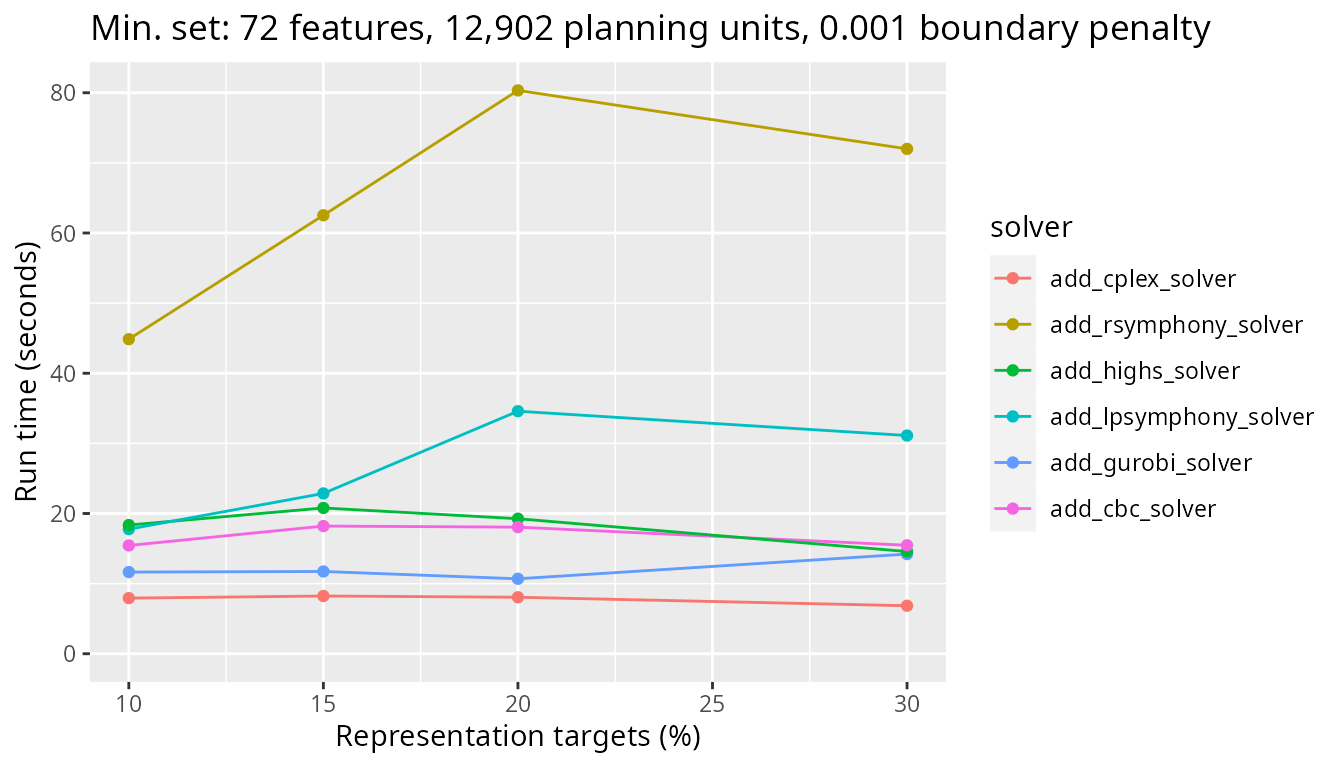 Min. set: 72 features, 12,902 planning units, 0.001 boundary penalty
80
60
40
20
0
Run time (seconds)
10 15 20 25 30
Representation targets (%)
solver
add_cplex_solver
add_rsymphony_solver
add_highs_solver
add_lpsymphony_solver
add_gurobi_solver
add_cbc_solver